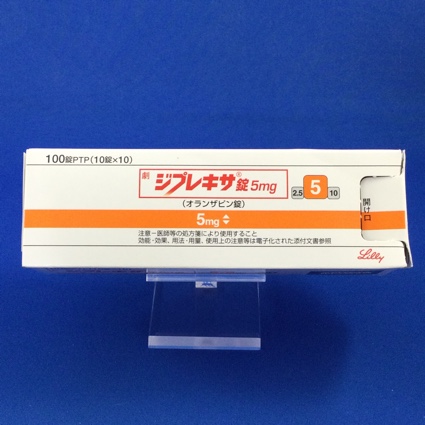 100錠PTP(10錠×10)
劇 ジプレキサ®錠5mg
2.5 5 10
(オランザピン錠)
開け口
5mg
注意-医師等の処方箋により使用すること
効能・効果、用法・用量、使用上の注意等は電子化された添付文書参照
Lilly